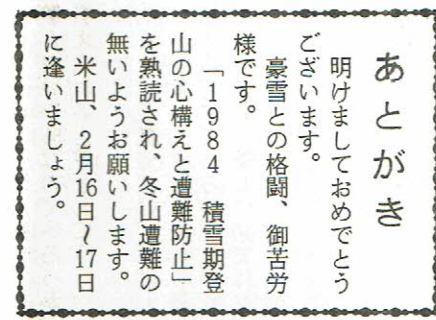 あとがき
明けましておめでとう
ございます。
豪雪との格闘、御苦労
様です。
「1984　積雪期登
山の心構えと遭難防止」
を熟読され、冬山遭難の
無いようお願いします。
米山、2月16日〜17日
に逢いましょう。